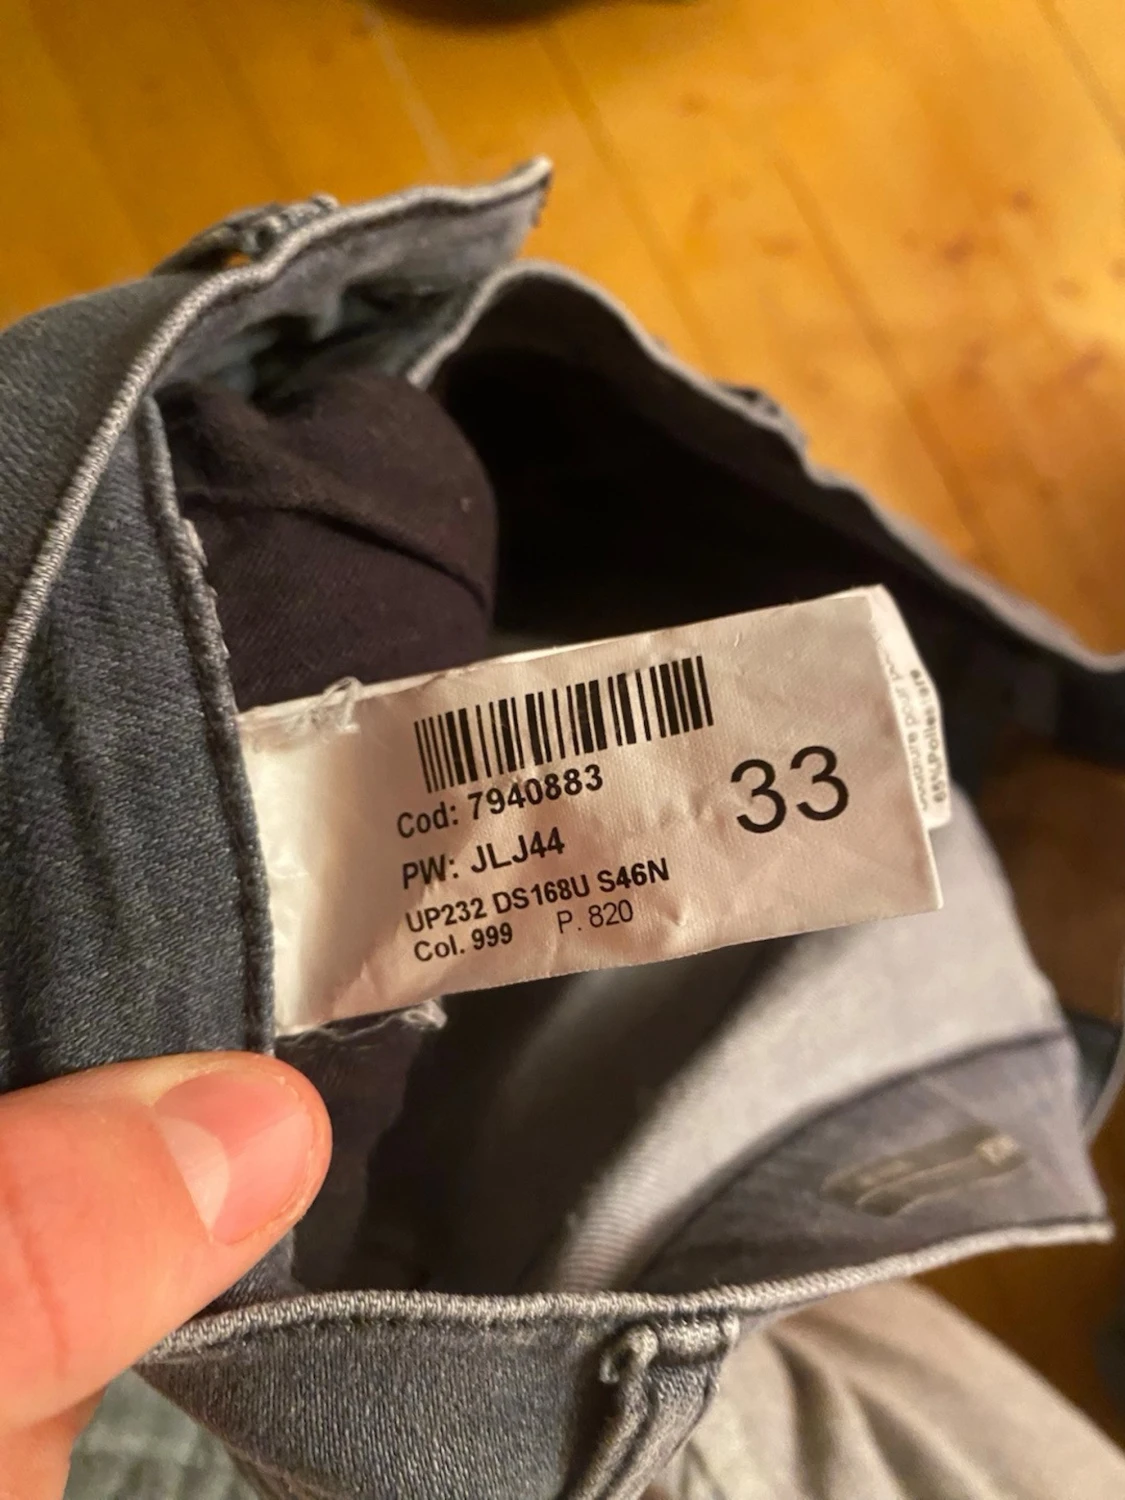 33
Cod: 7940883
PW: JLJ44
UP232 DS168U S46N
Col. 999 P. 820